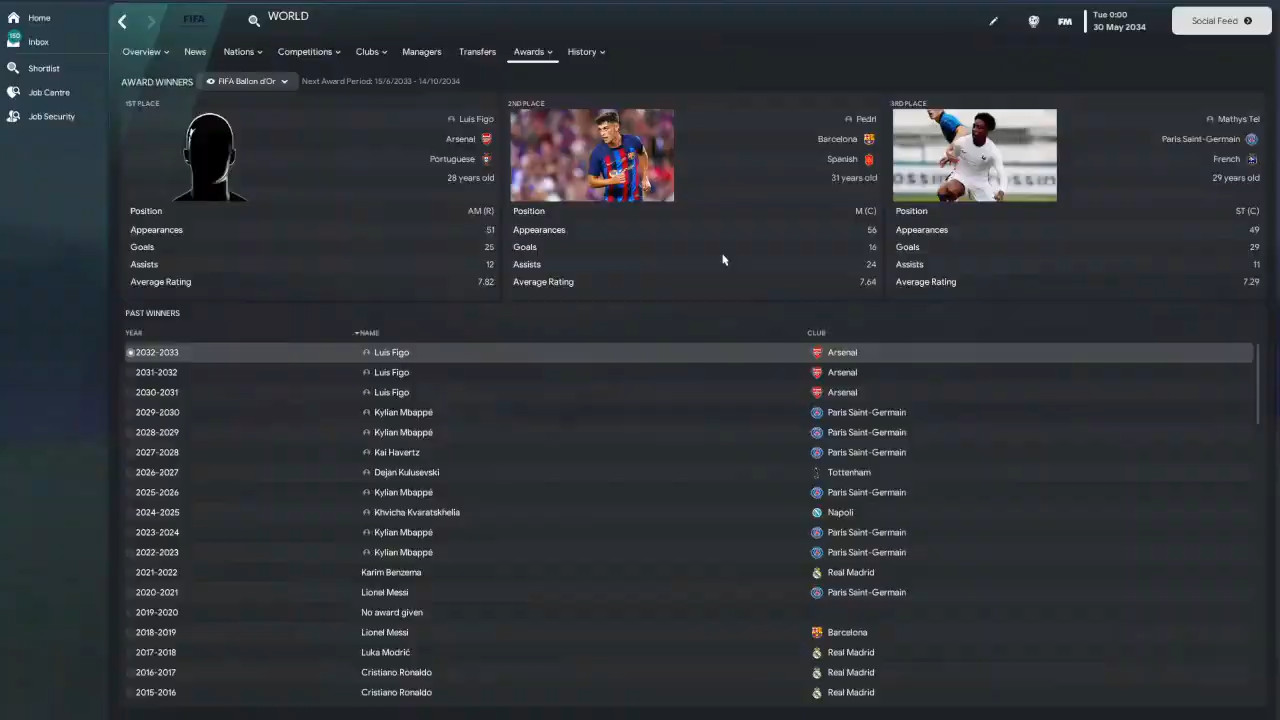 Home
150
Inbox
Shortlist
Job Centre
Job Security
FIFA
WORLD
FM
Tue 0:00
30 May 2034
Social Feed
Overview News Nations Competitions Clubs Managers Transfers Awards History
AWARD WINNERS FIFA Ballon d'Or Next Award Period: 15/6/2033 - 14/10/2034
1ST PLACE
Luis Figo
Arsenal
Portuguese
28 years old
Position AM (R)
Appearances 51
Goals 25
Assists 12
Average Rating 7.82
2ND PLACE
Pedri
Barcelona
Spanish
31 years old
Position M (C)
Appearances 56
Goals 16
Assists 24
Average Rating 7.64
3RD PLACE
Mathys Tel
Paris Saint-Germain
French
29 years old
Position ST (C)
Appearances 49
Goals 29
Assists 11
Average Rating 7.29
PAST WINNERS
YEAR NAME CLUB
2032-2033 Luis Figo Arsenal
2031-2032 Luis Figo Arsenal
2030-2031 Luis Figo Arsenal
2029-2030 Kylian Mbappé Paris Saint-Germain
2028-2029 Kylian Mbappé Paris Saint-Germain
2027-2028 Kai Havertz Paris Saint-Germain
2026-2027 Dejan Kulusevski Tottenham
2025-2026 Kylian Mbappé Paris Saint-Germain
2024-2025 Khvicha Kvaratskhelia Napoli
2023-2024 Kylian Mbappé Paris Saint-Germain
2022-2023 Kylian Mbappé Paris Saint-Germain
2021-2022 Karim Benzema Real Madrid
2020-2021 Lionel Messi Paris Saint-Germain
2019-2020 No award given
2018-2019 Lionel Messi Barcelona
2017-2018 Luka Modrić Real Madrid
2016-2017 Cristiano Ronaldo Real Madrid
2015-2016 Cristiano Ronaldo Real Madrid